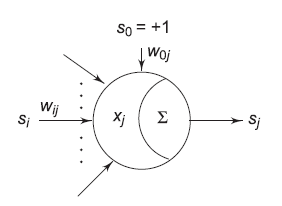 s₀ = +1
w₀ⱼ
wᵢⱼ
sᵢ xⱼ Σ sⱼ